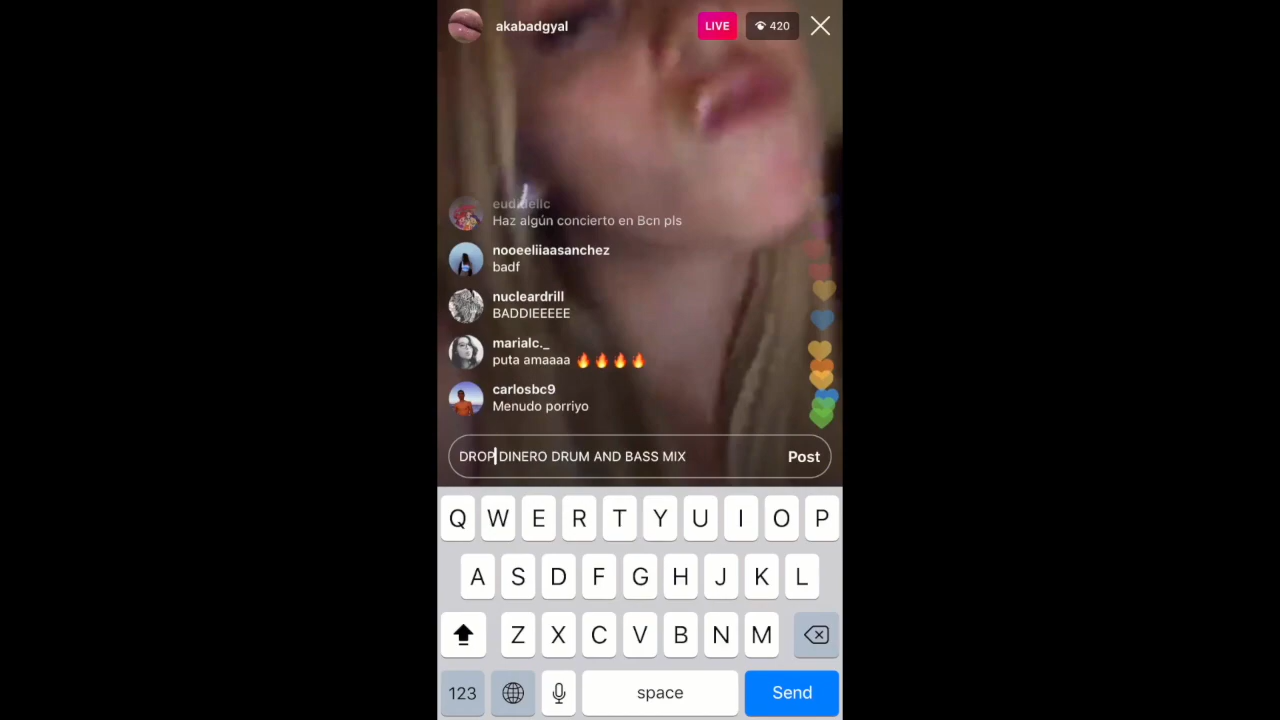 akabadgyal
LIVE
420
eudidelic
Haz algún concierto en Bcn pls
nooeeliiaasanchez
badf
nucleardrill
BADDIEEEEE
marialc._
puta amaaaa 🔥🔥🔥🔥
carlosbc9
Menudo porriyo
DROP DINERO DRUM AND BASS MIX
Post
Q W E R T Y U I O P
A S D F G H J K L
Z X C V B N M
123
space
Send